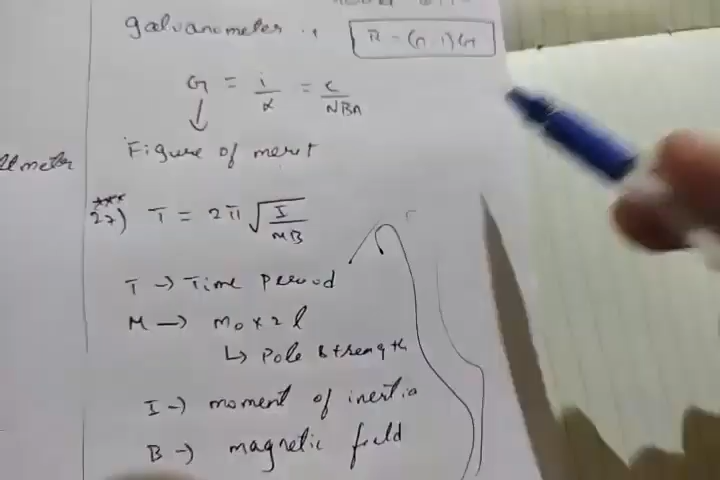 galvanometer
R = (n-1)G
G = i/α = C/NBA
Figure of merit
***
27) T = 2π√(I/MB)
T → Time period
M → m₀ × 2l
↳ Pole strength
I → moment of inertia
B → magnetic field